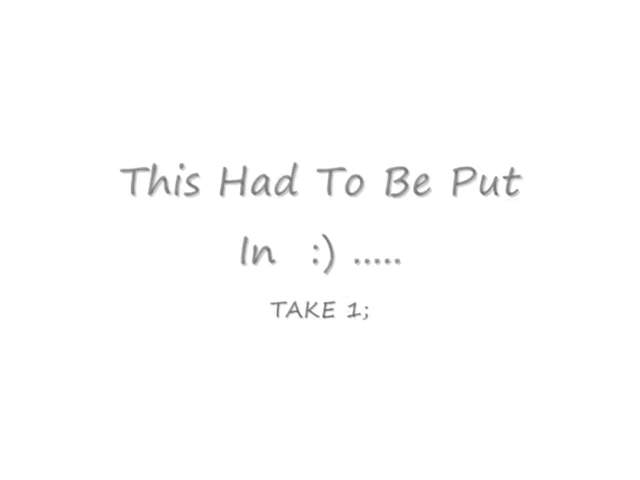 This Had To Be Put
In :) .....
TAKE 1;